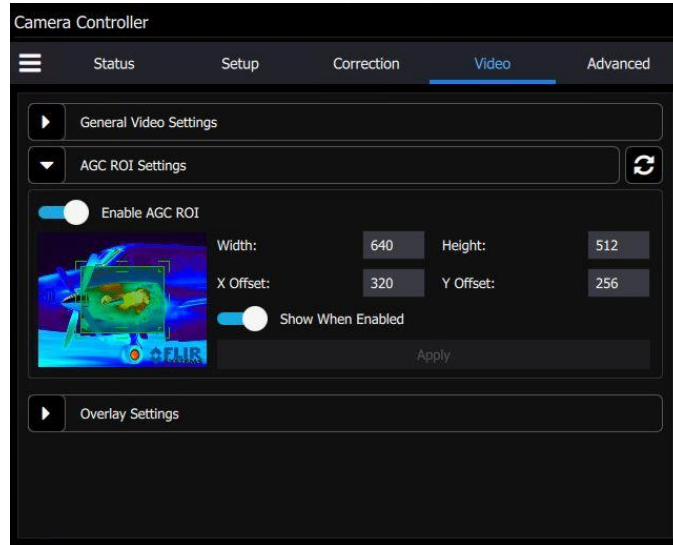 Camera Controller
Status Setup Correction Video Advanced
General Video Settings
AGC ROI Settings
Enable AGC ROI
Width: 640 Height: 512
X Offset: 320 Y Offset: 256
Show When Enabled
FLIR
SYSTEMS
Apply
Overlay Settings